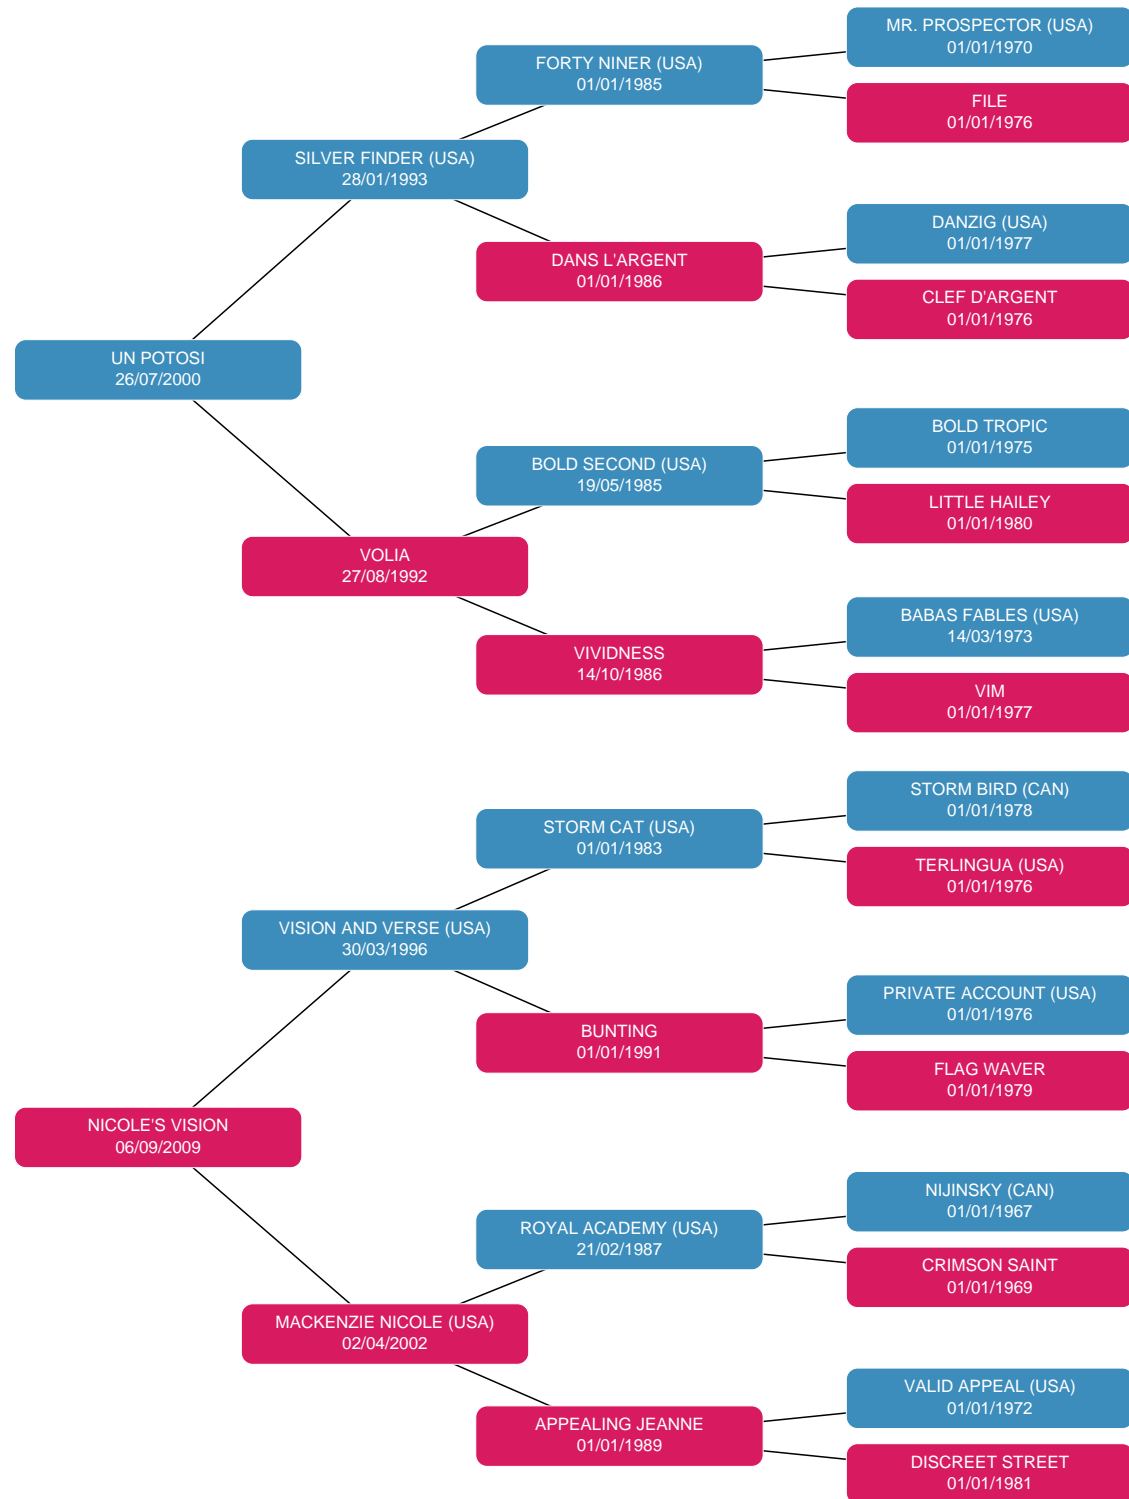 MR. PROSPECTOR (USA)
01/01/1970
FORTY NINER (USA)
01/01/1985
FILE
01/01/1976
SILVER FINDER (USA)
28/01/1993
DANZIG (USA)
01/01/1977
DANS L'ARGENT
01/01/1986
CLEF D'ARGENT
01/01/1976
UN POTOSI
26/07/2000
BOLD TROPIC
01/01/1975
BOLD SECOND (USA)
19/05/1985
LITTLE HAILEY
01/01/1980
VOLIA
27/08/1992
BABAS FABLES (USA)
14/03/1973
VIVIDNESS
14/10/1986
VIM
01/01/1977
STORM BIRD (CAN)
01/01/1978
STORM CAT (USA)
01/01/1983
TERLINGUA (USA)
01/01/1976
VISION AND VERSE (USA)
30/03/1996
PRIVATE ACCOUNT (USA)
01/01/1976
BUNTING
01/01/1991
FLAG WAVER
01/01/1979
NICOLE'S VISION
06/09/2009
NIJINSKY (CAN)
01/01/1967
ROYAL ACADEMY (USA)
21/02/1987
CRIMSON SAINT
01/01/1969
MACKENZIE NICOLE (USA)
02/04/2002
VALID APPEAL (USA)
01/01/1972
APPEALING JEANNE
01/01/1989
DISCREET STREET
01/01/1981